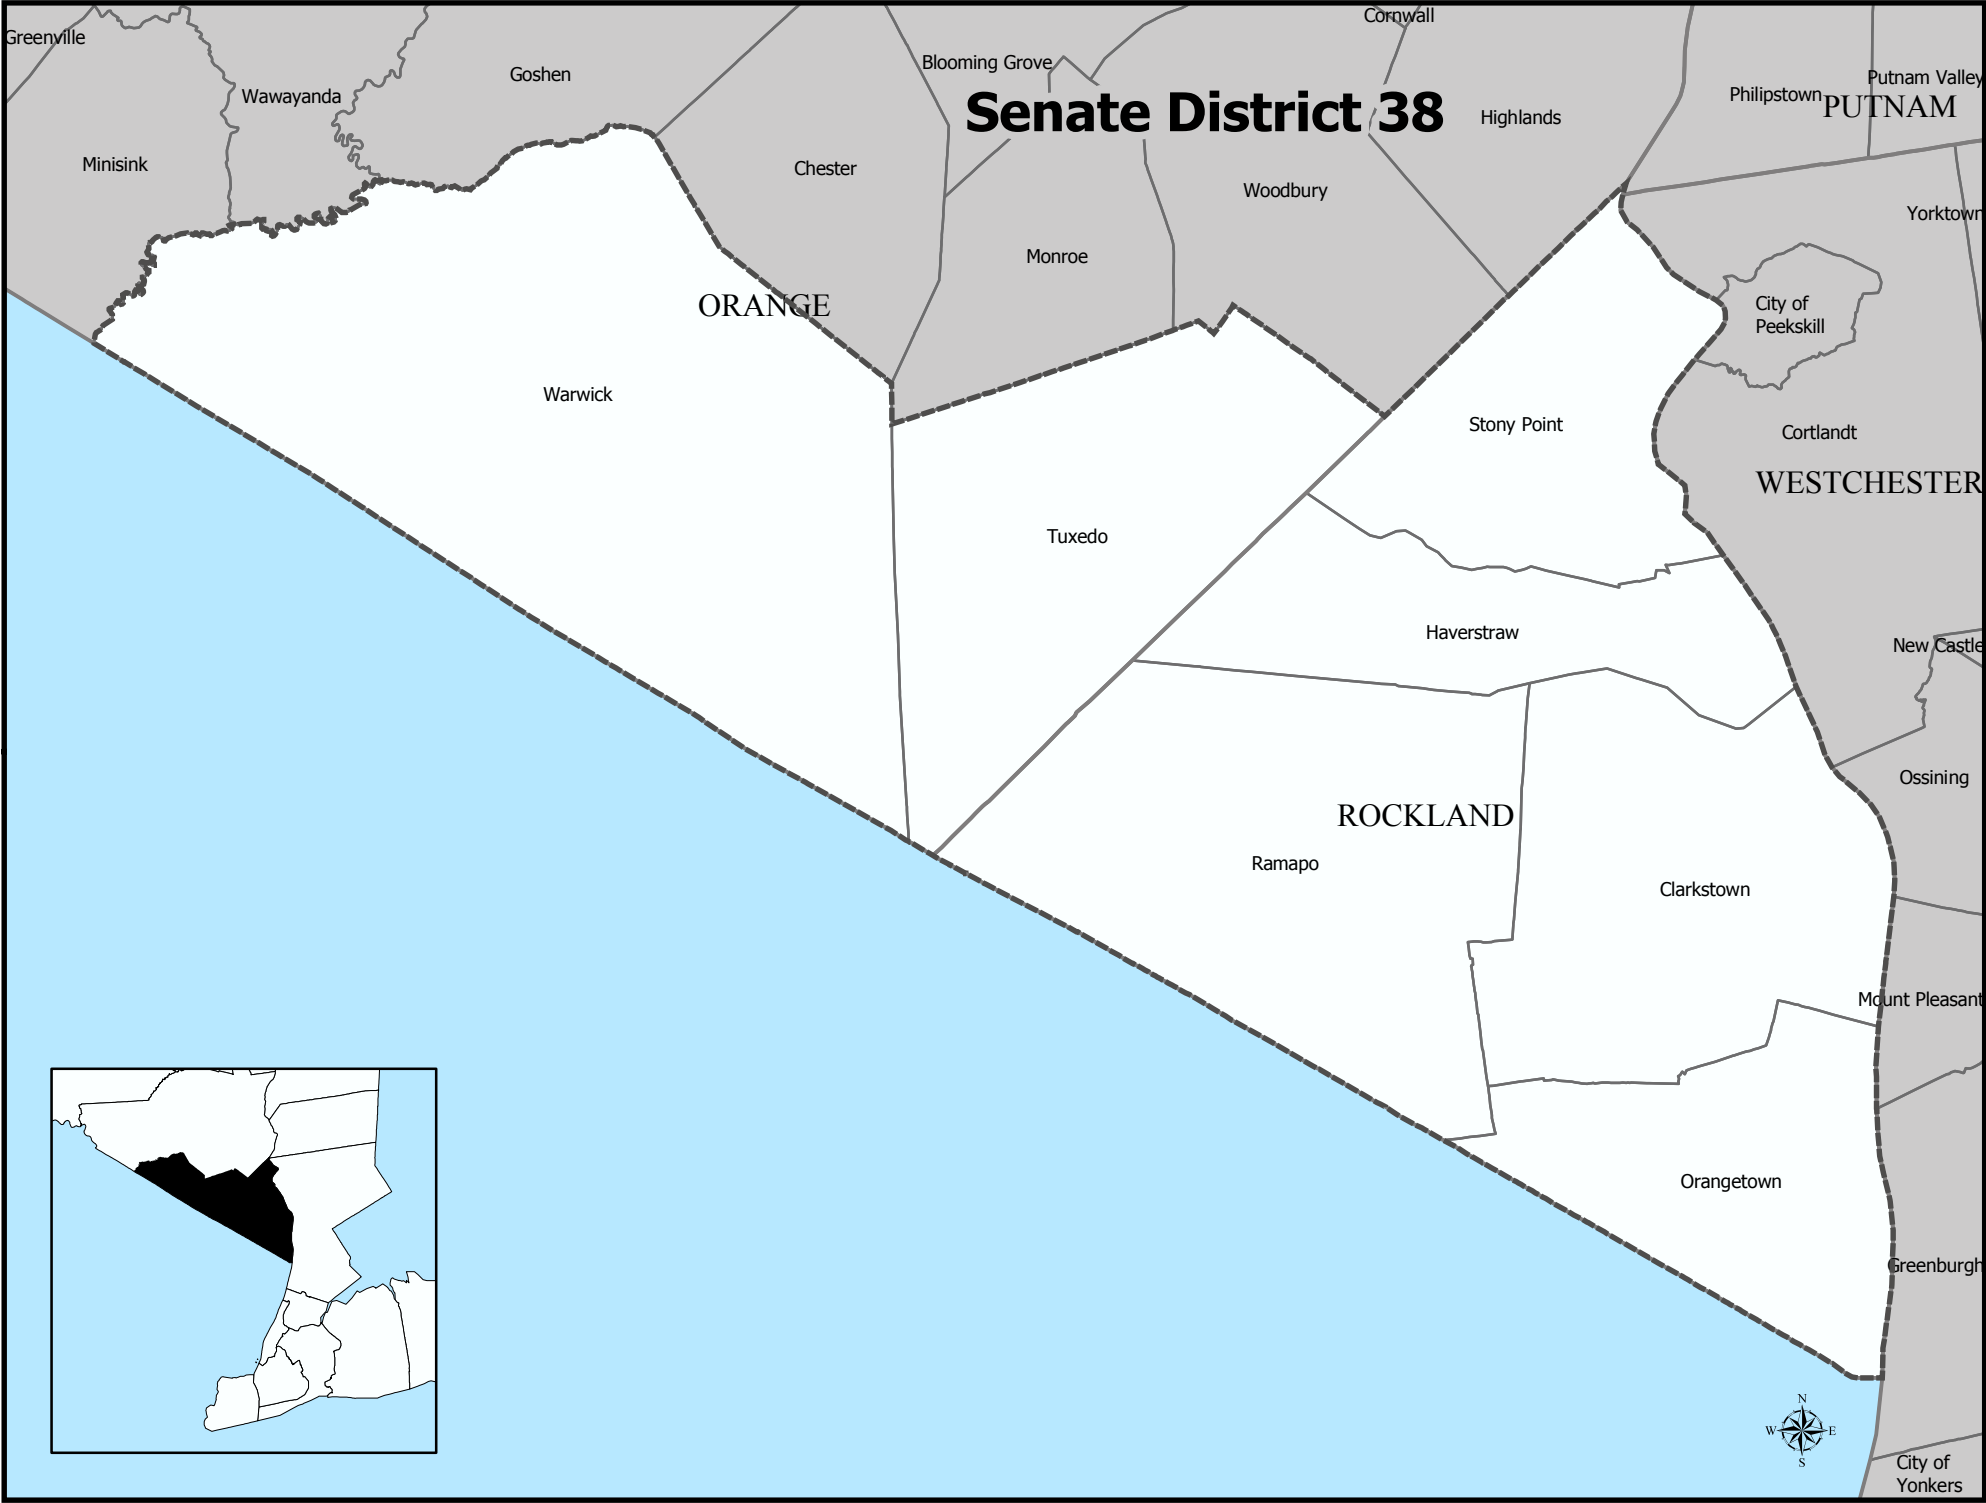 Cornwall
Greenville
Blooming Grove
Goshen
Putnam Valley
Wawayanda
Philipstown
PUTNAM
Senate District 38
Highlands
Minisink
Chester
Woodbury
Yorktown
Monroe
ORANGE
City of
Peekskill
Warwick
Stony Point
Cortlandt
WESTCHESTER
Tuxedo
Haverstraw
New Castle
Ossining
ROCKLAND
Ramapo
Clarkstown
Mount Pleasant
Orangetown
Greenburgh
N
W
E
S
City of
Yonkers